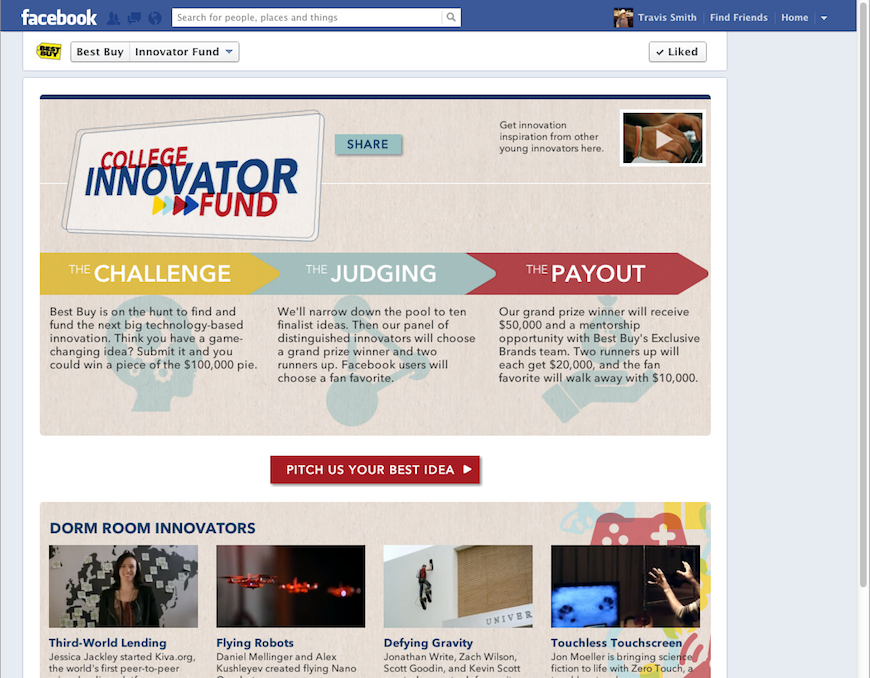 facebook
Search for people, places and things
Travis Smith
Find Friends
Home
BEST BUY
Best Buy
Innovator Fund
Liked
COLLEGE
INNOVATOR
FUND
SHARE
Get innovation
inspiration from other
young innovators here.
THE CHALLENGE
Best Buy is on the hunt to find and
fund the next big technology-based
innovation. Think you have a game-
changing idea? Submit it and you
could win a piece of the $100,000 pie.
THE JUDGING
We'll narrow down the pool to ten
finalist ideas. Then our panel of
distinguished innovators will choose
a grand prize winner and two
runners up. Facebook users will
choose a fan favorite.
THE PAYOUT
Our grand prize winner will receive
$50,000 and a mentorship
opportunity with Best Buy's Exclusive
Brands team. Two runners up will
each get $20,000, and the fan
favorite will walk away with $10,000.
PITCH US YOUR BEST IDEA
DORM ROOM INNOVATORS
UNIVER
Third-World Lending
Jessica Jackley started Kiva.org,
the world's first peer-to-peer
Flying Robots
Daniel Mellinger and Alex
Kushleyev created flying Nano
Defying Gravity
Jonathan Write, Zach Wilson,
Scott Goodin, and Kevin Scott
Touchless Touchscreen
Jon Moeller is bringing science
fiction to life with Zero Touch, a